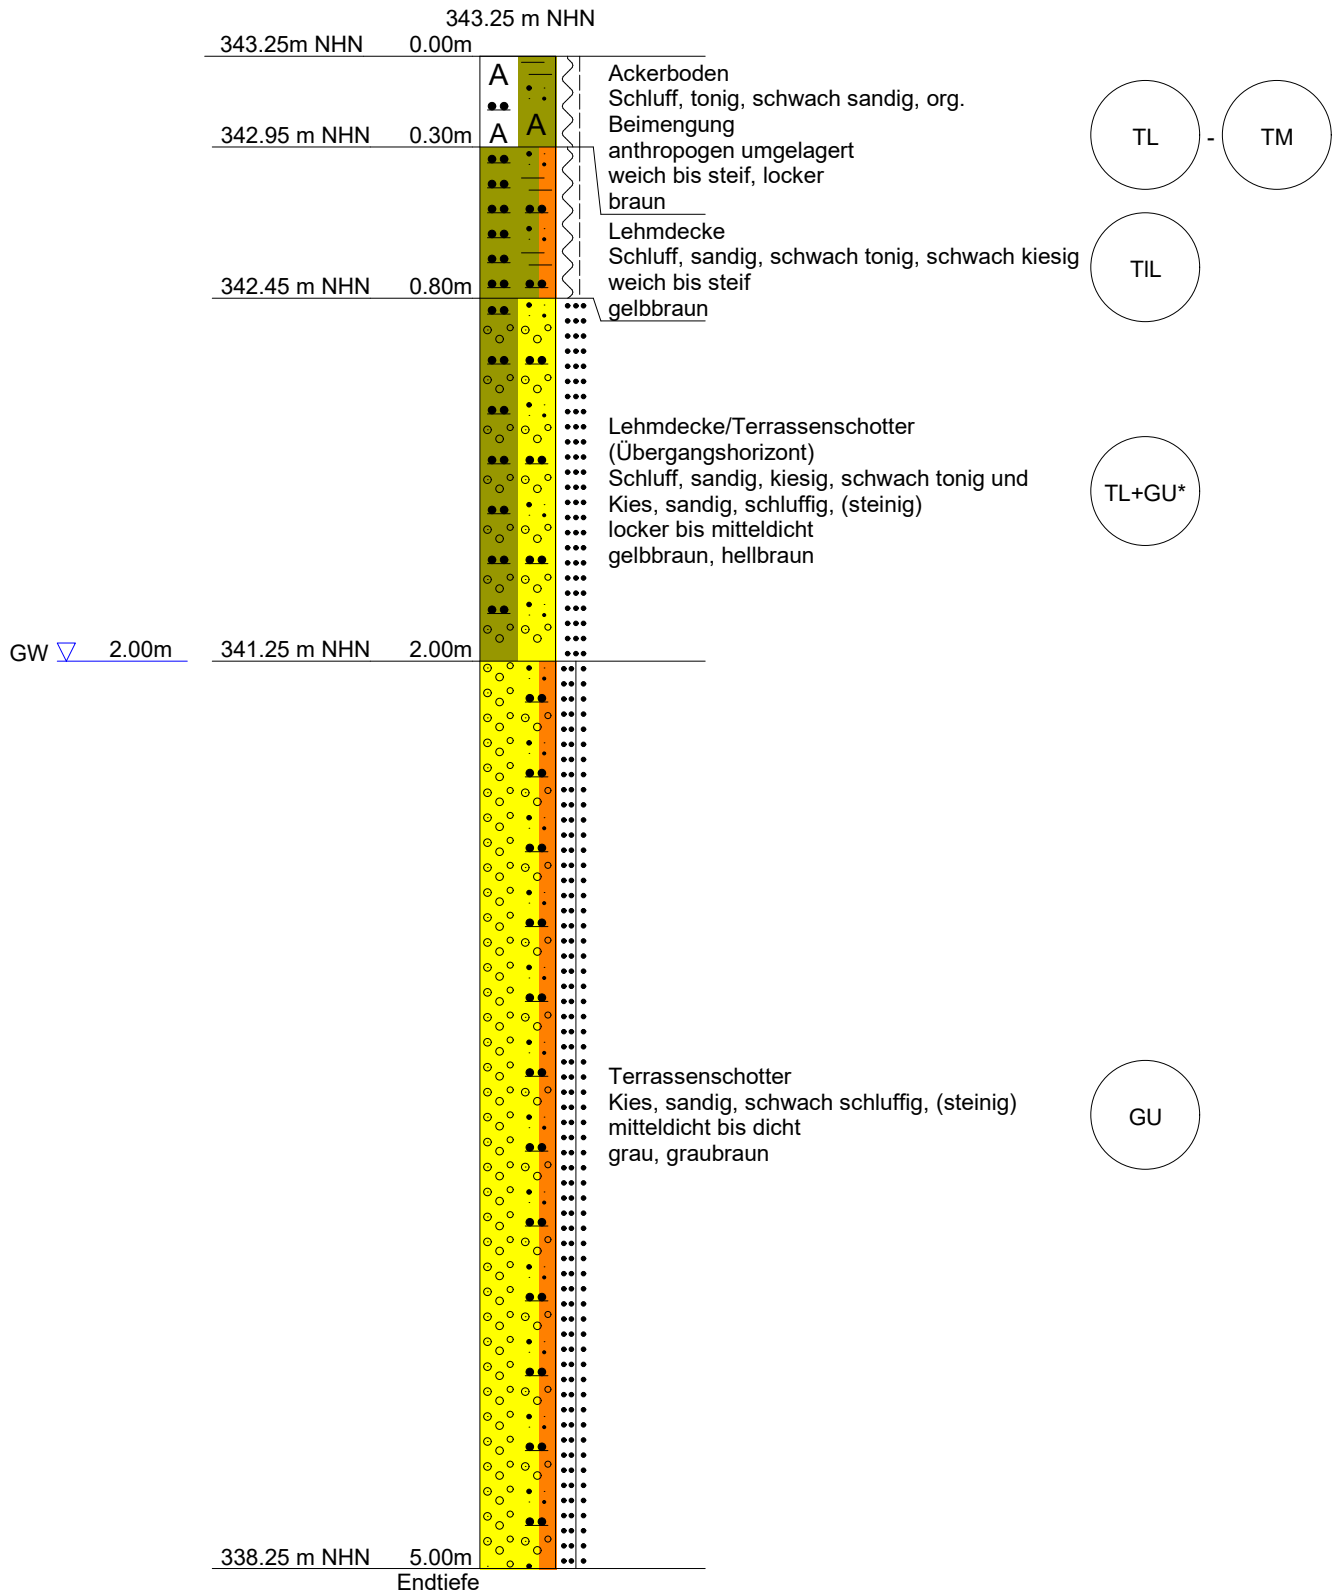 343.25 m NHN
343.25m NHN 0.00m
A
A
A
Ackerboden
Schluff, tonig, schwach sandig, org.
Beimengung
anthropogen umgelagert
weich bis steif, locker
braun
TL - TM
342.95 m NHN 0.30m
Lehmdecke
Schluff, sandig, schwach tonig, schwach kiesig
weich bis steif
gelbbraun
TlL
342.45 m NHN 0.80m
Lehmdecke/Terrassenschotter
(Übergangshorizont)
Schluff, sandig, kiesig, schwach tonig und
Kies, sandig, schluffig, (steinig)
locker bis mitteldicht
gelbbraun, hellbraun
TL+GU*
GW 2.00m
341.25 m NHN 2.00m
Terrassenschotter
Kies, sandig, schwach schluffig, (steinig)
mitteldicht bis dicht
grau, graubraun
GU
338.25 m NHN 5.00m
Endtiefe